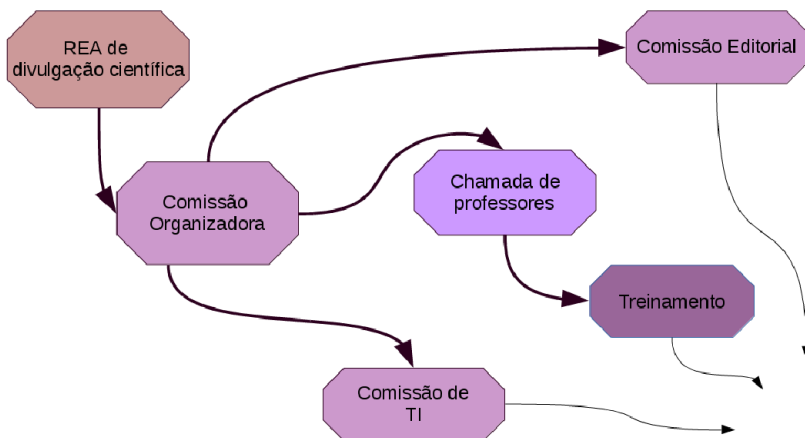 REA de
divulgação científica
Comissão Editorial
Chamada de
professores
Comissão
Organizadora
Treinamento
Comissão de
TI